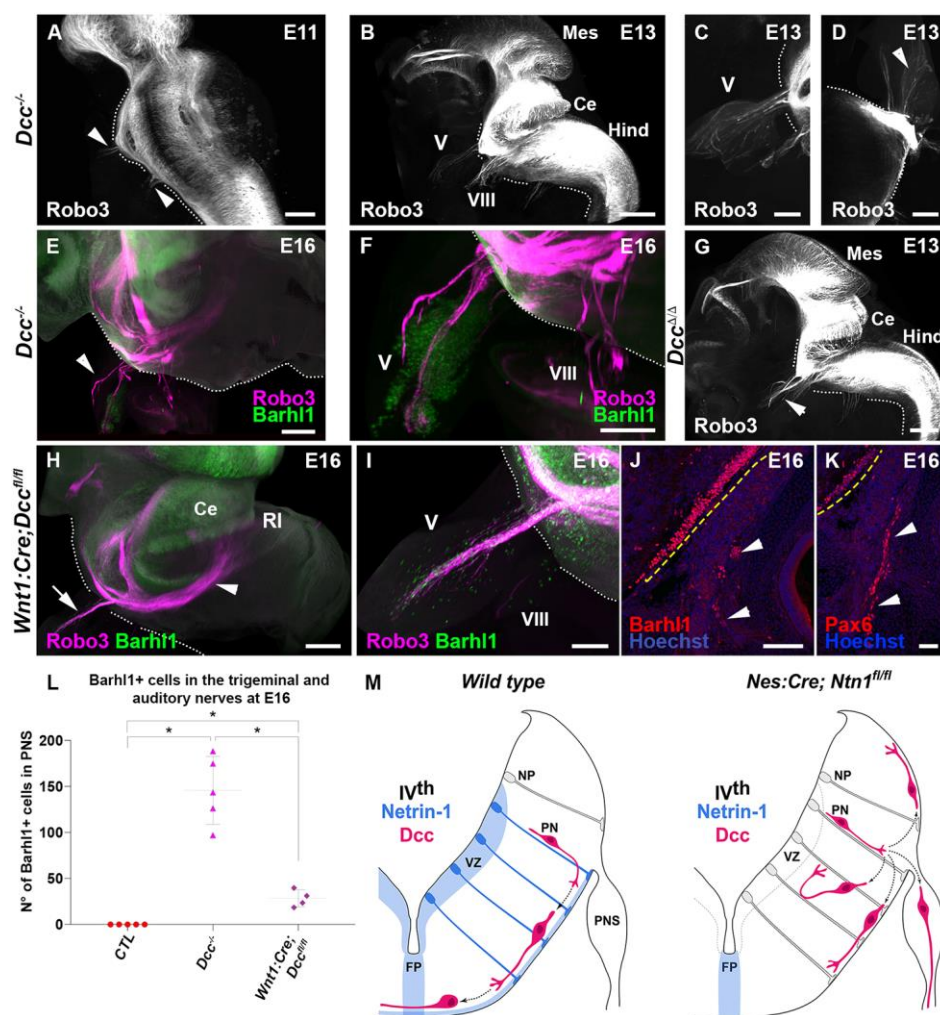 A
E11
Robo3
Dcc-/-
B
E13
Mes
Ce
Hind
V
VIII
Robo3
C
E13
V
D
E13
E
E16
Robo3
Barhl1
Dcc-/-
F
E16
V
VIII
Robo3
Barhl1
DccΔ/Δ
G
E13
Mes
Ce
Hind
Robo3
Wnt1:Cre;Dccfl/fl
H
E16
Ce
Rl
Robo3 Barhl1
I
E16
V
VIII
Robo3 Barhl1
J
E16
Barhl1
Hoechst
K
E16
Pax6
Hoechst
L
Barhl1+ cells in the trigeminal and
auditory nerves at E16
*
* *
N° of Barhl1+ cells in PNS
200
150
100
50
0
CTL
Dcc-/-
Wnt1:Cre;
Dccfl/fl
M
Wild type
IVth
Netrin-1
Dcc
NP
PN
VZ
PNS
FP
Nes:Cre; Ntn1fl/fl
IVth
Netrin-1
Dcc
NP
PN
VZ
PNS
FP